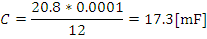 C = 20.8 * 0.0001 / 12 = 17.3[mF]